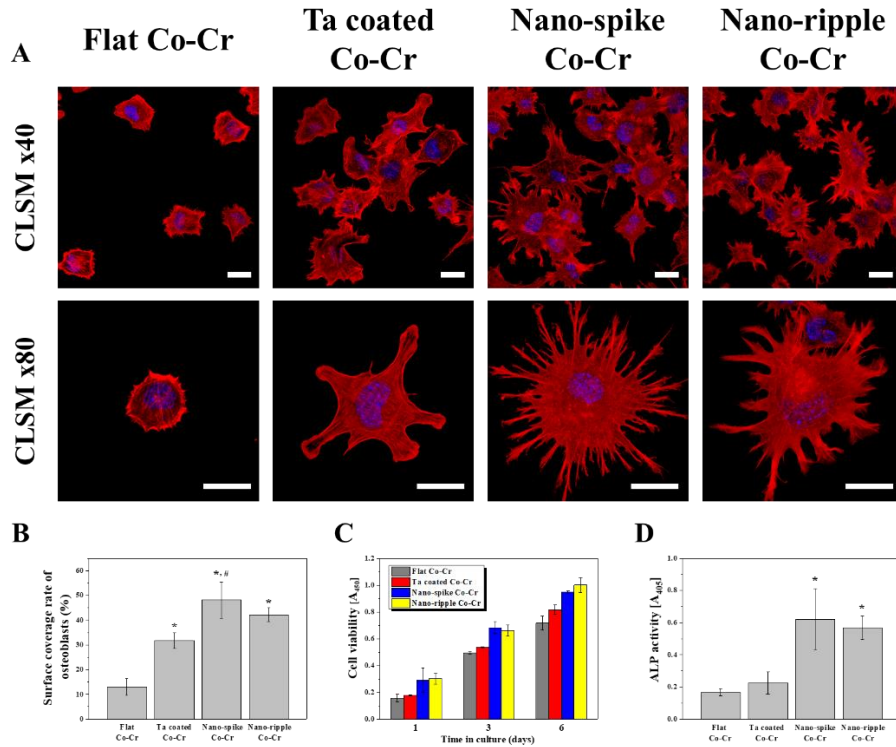 A
Flat Co-Cr
Ta coated
Co-Cr
Nano-spike
Co-Cr
Nano-ripple
Co-Cr
CLSM x40
CLSM x80
B
Surface coverage rate of
osteoblasts (%)
60
50
40
30
20
10
0
*
*, #
*
Flat
Co-Cr
Ta coated
Co-Cr
Nano-spike
Co-Cr
Nano-ripple
Co-Cr
C
Cell viability [A450]
1.2
1.0
0.8
0.6
0.4
0.2
0.0
Flat Co-Cr
Ta coated Co-Cr
Nano-spike Co-Cr
Nano-ripple Co-Cr
1 3 6
Time in culture (days)
D
ALP activity [A405]
1.0
0.8
0.6
0.4
0.2
0.0
*
*
Flat
Co-Cr
Ta coated
Co-Cr
Nano-spike
Co-Cr
Nano-ripple
Co-Cr